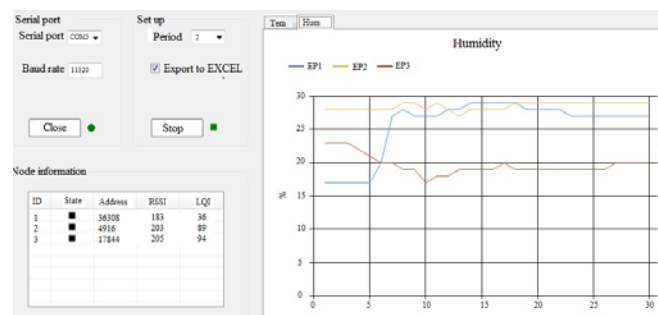 Serial port
Serial port COM3
Baud rate 11520
Close
Set up
Period 2
Export to EXCEL
Stop
Node information
ID State Address RSSI LQI
1 36308 183 36
2 4916 203 89
3 17844 205 94
Tem Hum
Humidity
EP1 EP2 EP3
30
25
20
15
10
5
0
%
0 5 10 15 20 25 30